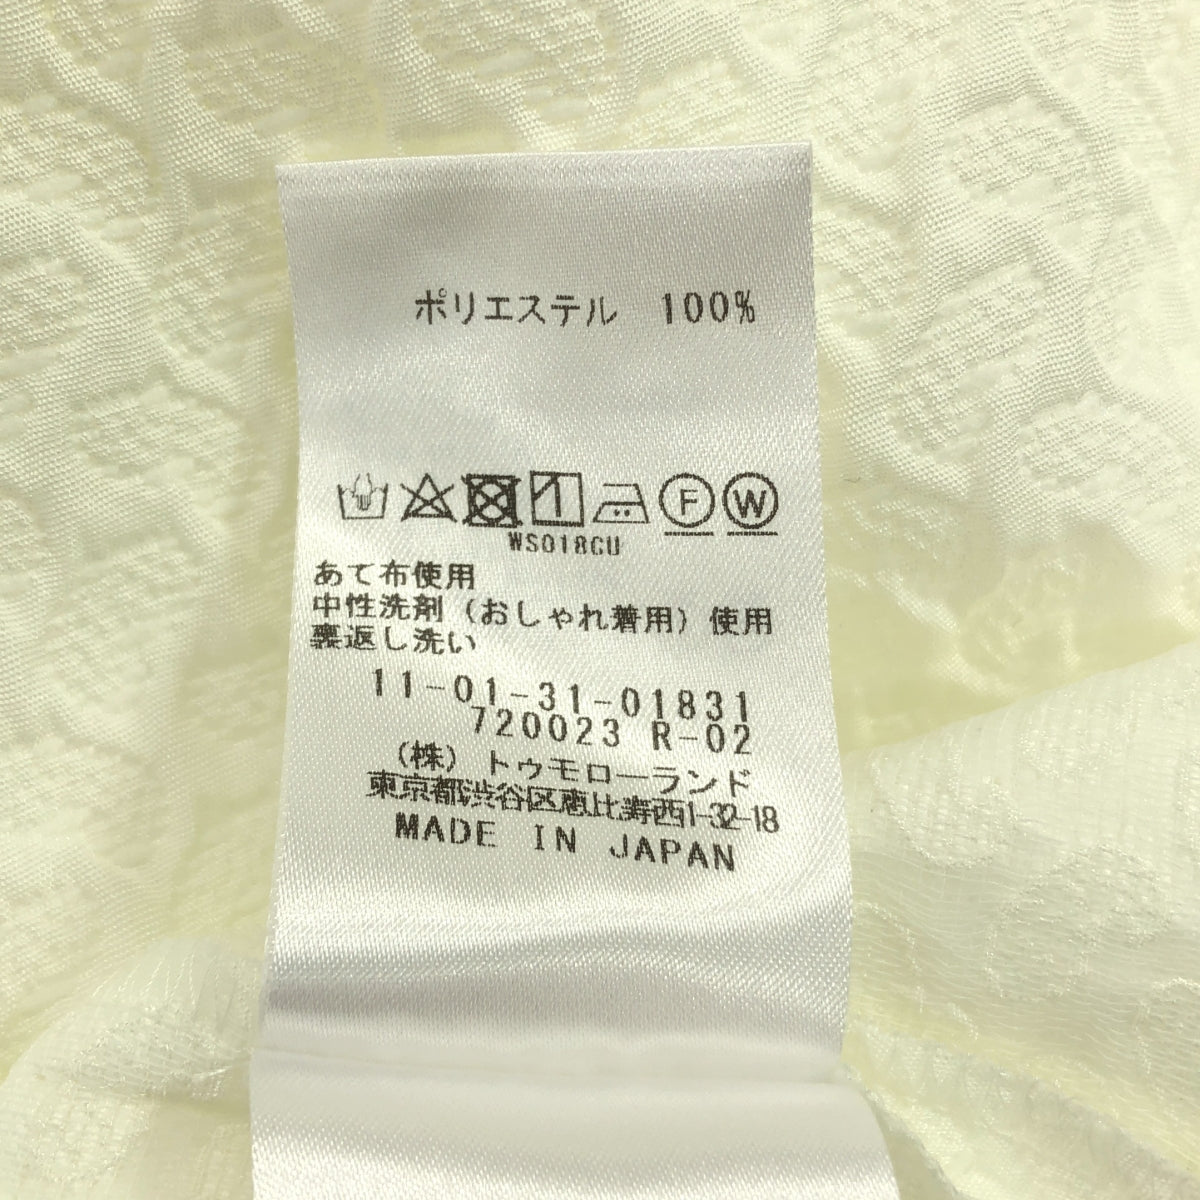 ポリエステル 100%
F W
WS018CU
あて布使用
中性洗剤（おしゃれ着用）使用
裏返し洗い
11-01-31-01831
720023 R-02
（株）トゥモローランド
東京都渋谷区恵比寿西1-32-18
MADE IN JAPAN